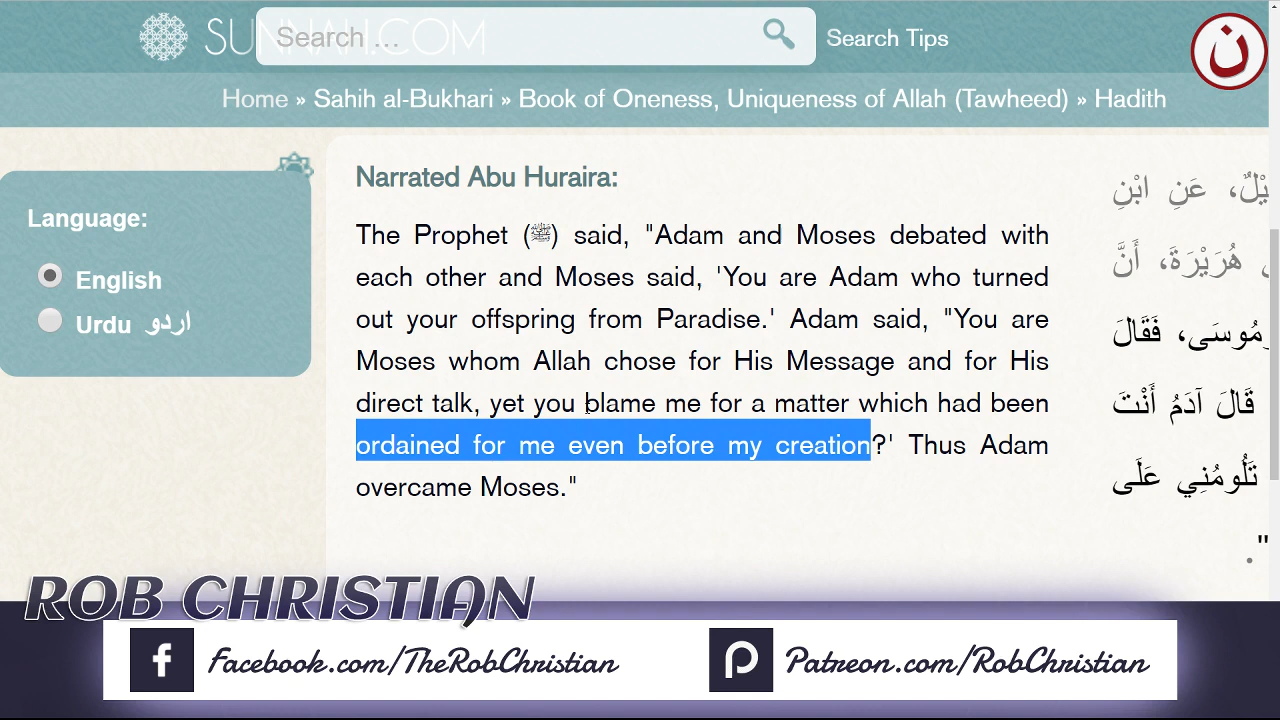 SUNNAH.COM
Search ...
Search Tips
ن
Home » Sahih al-Bukhari » Book of Oneness, Uniqueness of Allah (Tawheed) » Hadith
Language:
English
Urdu اردو
Narrated Abu Huraira:
The Prophet (ﷺ) said, "Adam and Moses debated with
each other and Moses said, 'You are Adam who turned
out your offspring from Paradise.' Adam said, "You are
Moses whom Allah chose for His Message and for His
direct talk, yet you blame me for a matter which had been
ordained for me even before my creation?' Thus Adam
overcame Moses."
عَنِ ابْنِ
هُرَيْرَةَ، أَنَّ
مُوسَى، فَقَالَ
قَالَ آدَمُ أَنْتَ
تَلُومُنِي عَلَى
" .
ROB CHRISTIAN
Facebook.com/TheRobChristian
Patreon.com/RobChristian